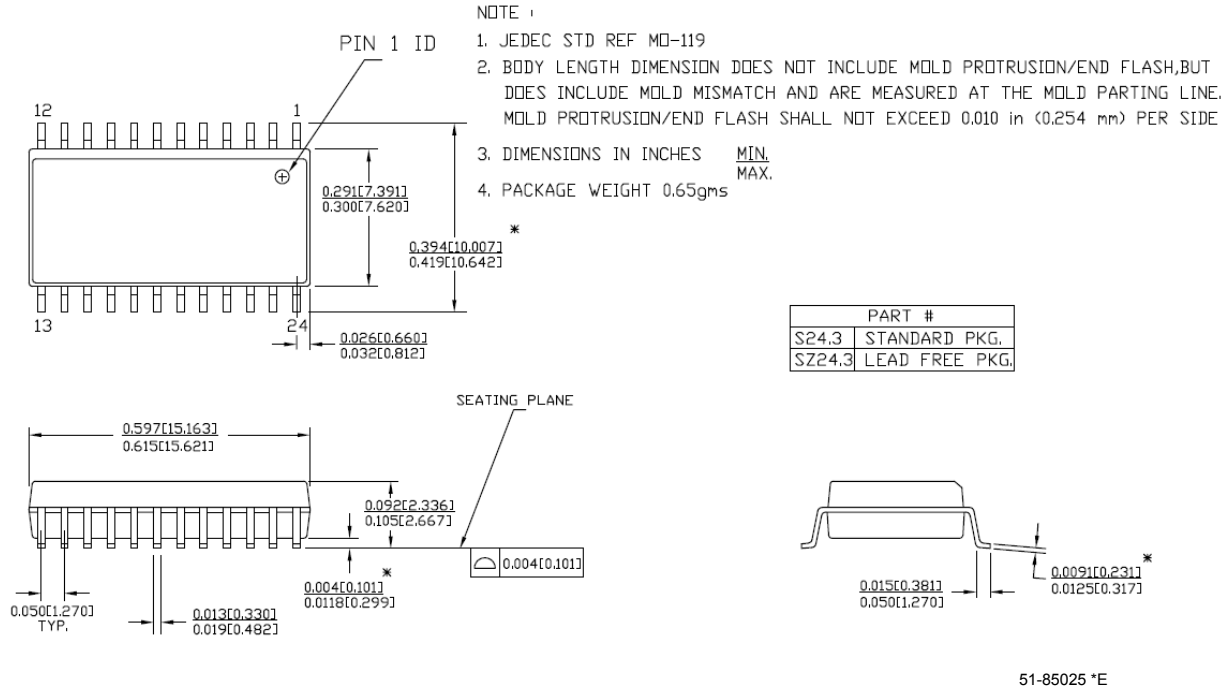 NOTE :
1. JEDEC STD REF MO-119
2. BODY LENGTH DIMENSION DOES NOT INCLUDE MOLD PROTRUSION/END FLASH,BUT
DOES INCLUDE MOLD MISMATCH AND ARE MEASURED AT THE MOLD PARTING LINE.
MOLD PROTRUSION/END FLASH SHALL NOT EXCEED 0.010 in (0.254 mm) PER SIDE
3. DIMENSIONS IN INCHES MIN.
MAX.
4. PACKAGE WEIGHT 0.65gms
PIN 1 ID
12 1
0.291[7.391]
0.300[7.620]
*
0.394[10.007]
0.419[10.642]
13 24
0.026[0.660]
0.032[0.812]
PART #
S24.3 STANDARD PKG.
SZ24.3 LEAD FREE PKG.
SEATING PLANE
0.597[15.163]
0.615[15.621]
0.092[2.336]
0.105[2.667]
0.004[0.101]
*
0.004[0.101]
0.0118[0.299]
0.050[1.270]
TYP.
0.013[0.330]
0.019[0.482]
0.015[0.381]
0.050[1.270]
*
0.0091[0.231]
0.0125[0.317]
51-85025 *E